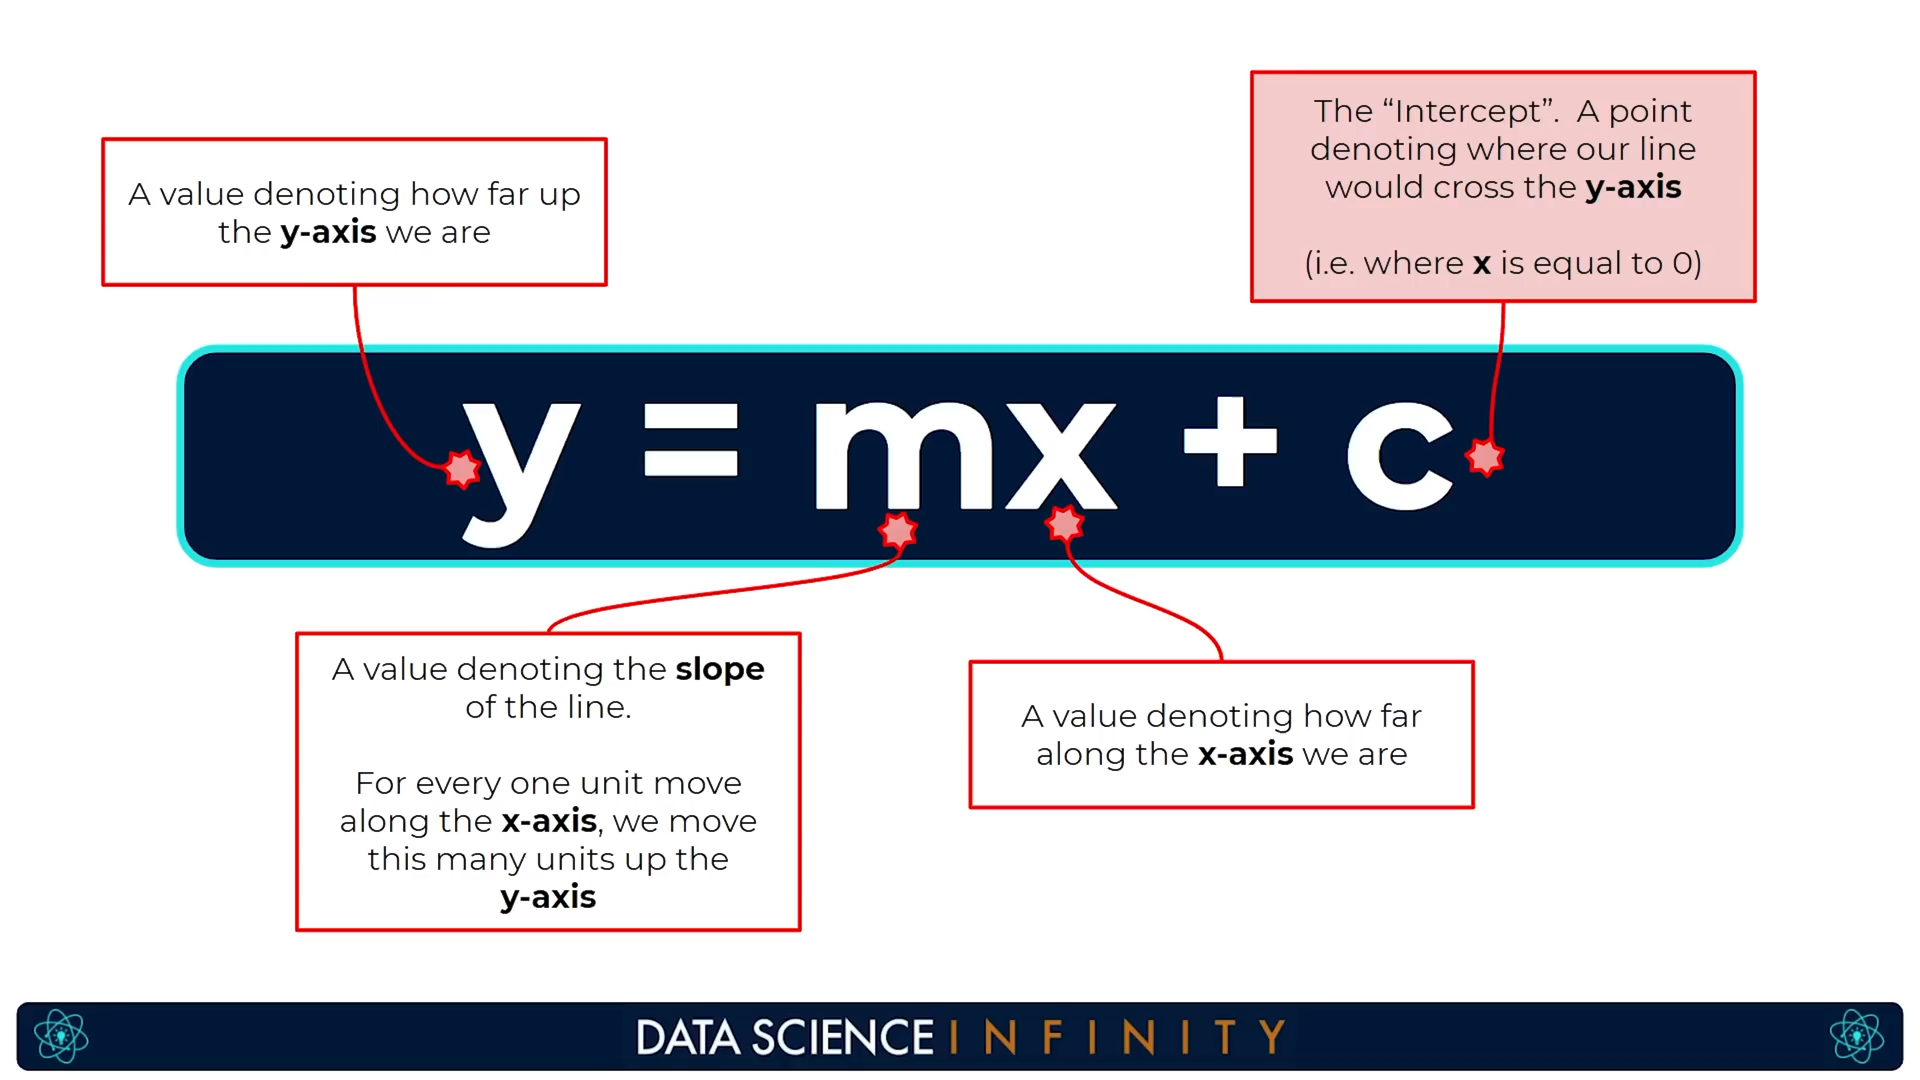 A value denoting how far up
the y-axis we are
The “Intercept”.  A point
denoting where our line
would cross the y-axis
(i.e. where x is equal to 0)
y = mx + c
A value denoting the slope
of the line.
For every one unit move
along the x-axis, we move
this many units up the
y-axis
A value denoting how far
along the x-axis we are
DATA SCIENCE INFINITY